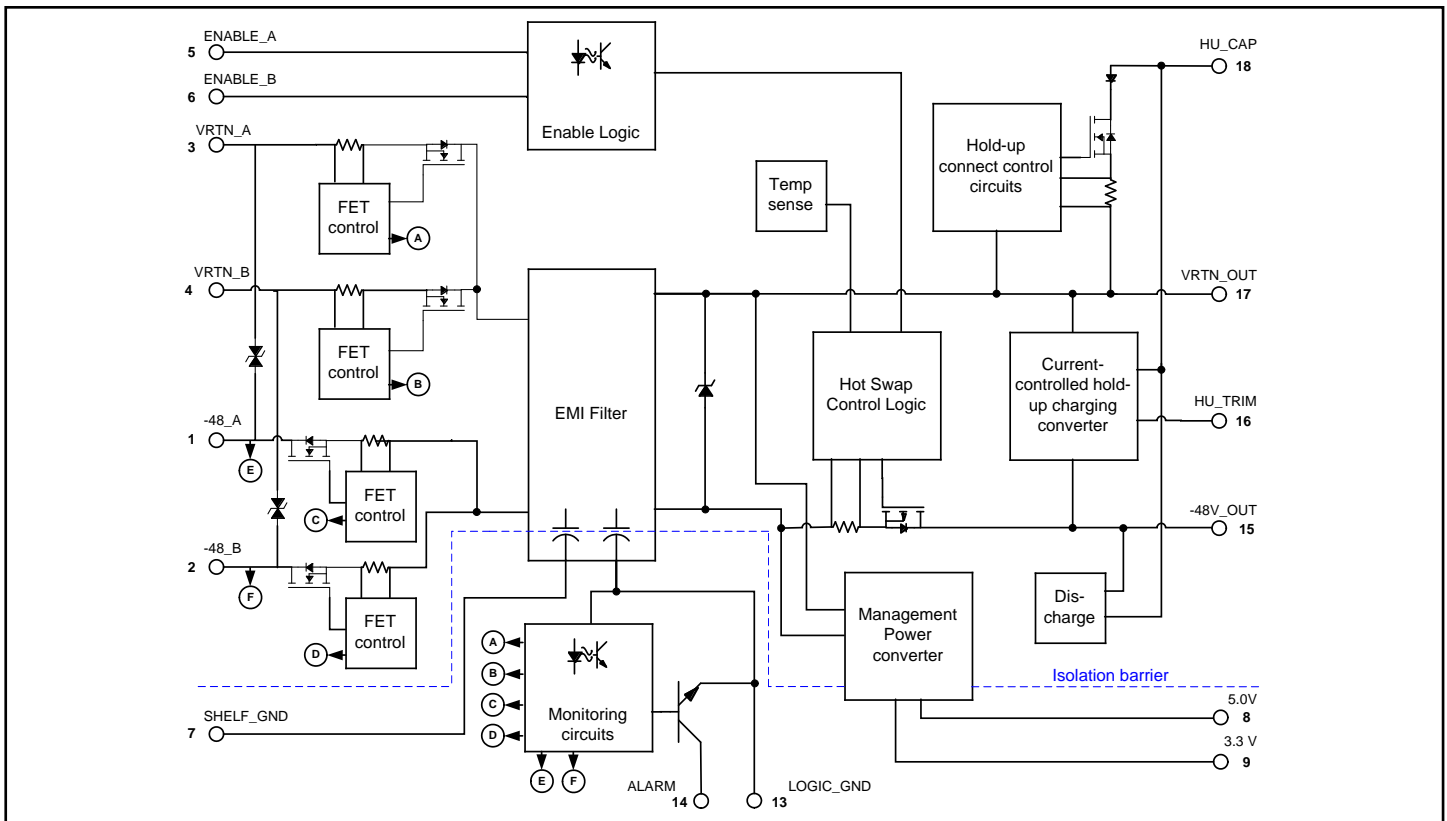 ENABLE_A
5
ENABLE_B
6
VRTN_A
3
Enable Logic
HU_CAP
18
Hold-up
connect control
circuits
Temp
sense
FET
control
A
VRTN_B
4
FET
control
B
EMI Filter
VRTN_OUT
17
Hot Swap
Control Logic
Current-
controlled hold-
up charging
converter
HU_TRIM
16
-48_A
1
E
FET
control
C
-48V_OUT
15
-48_B
2
F
FET
control
D
Management
Power
converter
Dis-
charge
Isolation barrier
SHELF_GND
7
A
B
C
D
Monitoring
circuits
E
F
5.0V
8
3.3 V
9
ALARM
14
LOGIC_GND
13